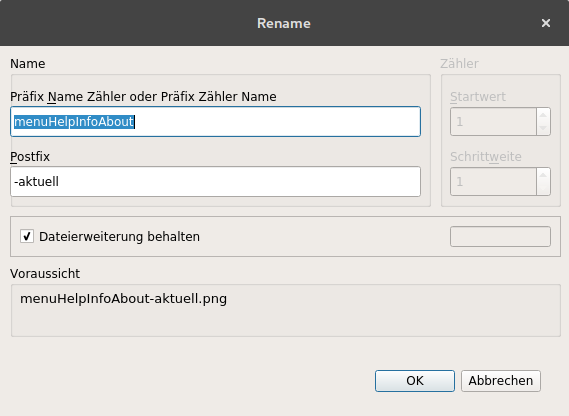 Rename
Name
Zähler
Präfix Name Zähler oder Präfix Zähler Name
Startwert
menuHelpInfoAbout
1
Postfix
Schrittweite
-aktuell
1
Dateierweiterung behalten
Voraussicht
menuHelpInfoAbout-aktuell.png
OK
Abbrechen